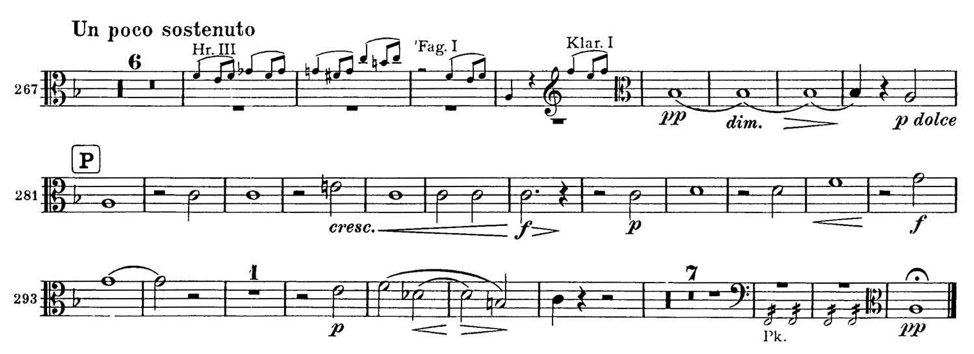 Un poco sostenuto
6 Hr. III 'Fag. I Klar. I
267
pp dim. p dolce
P
281
cresc. f p f
1 7
293
p Pk. pp